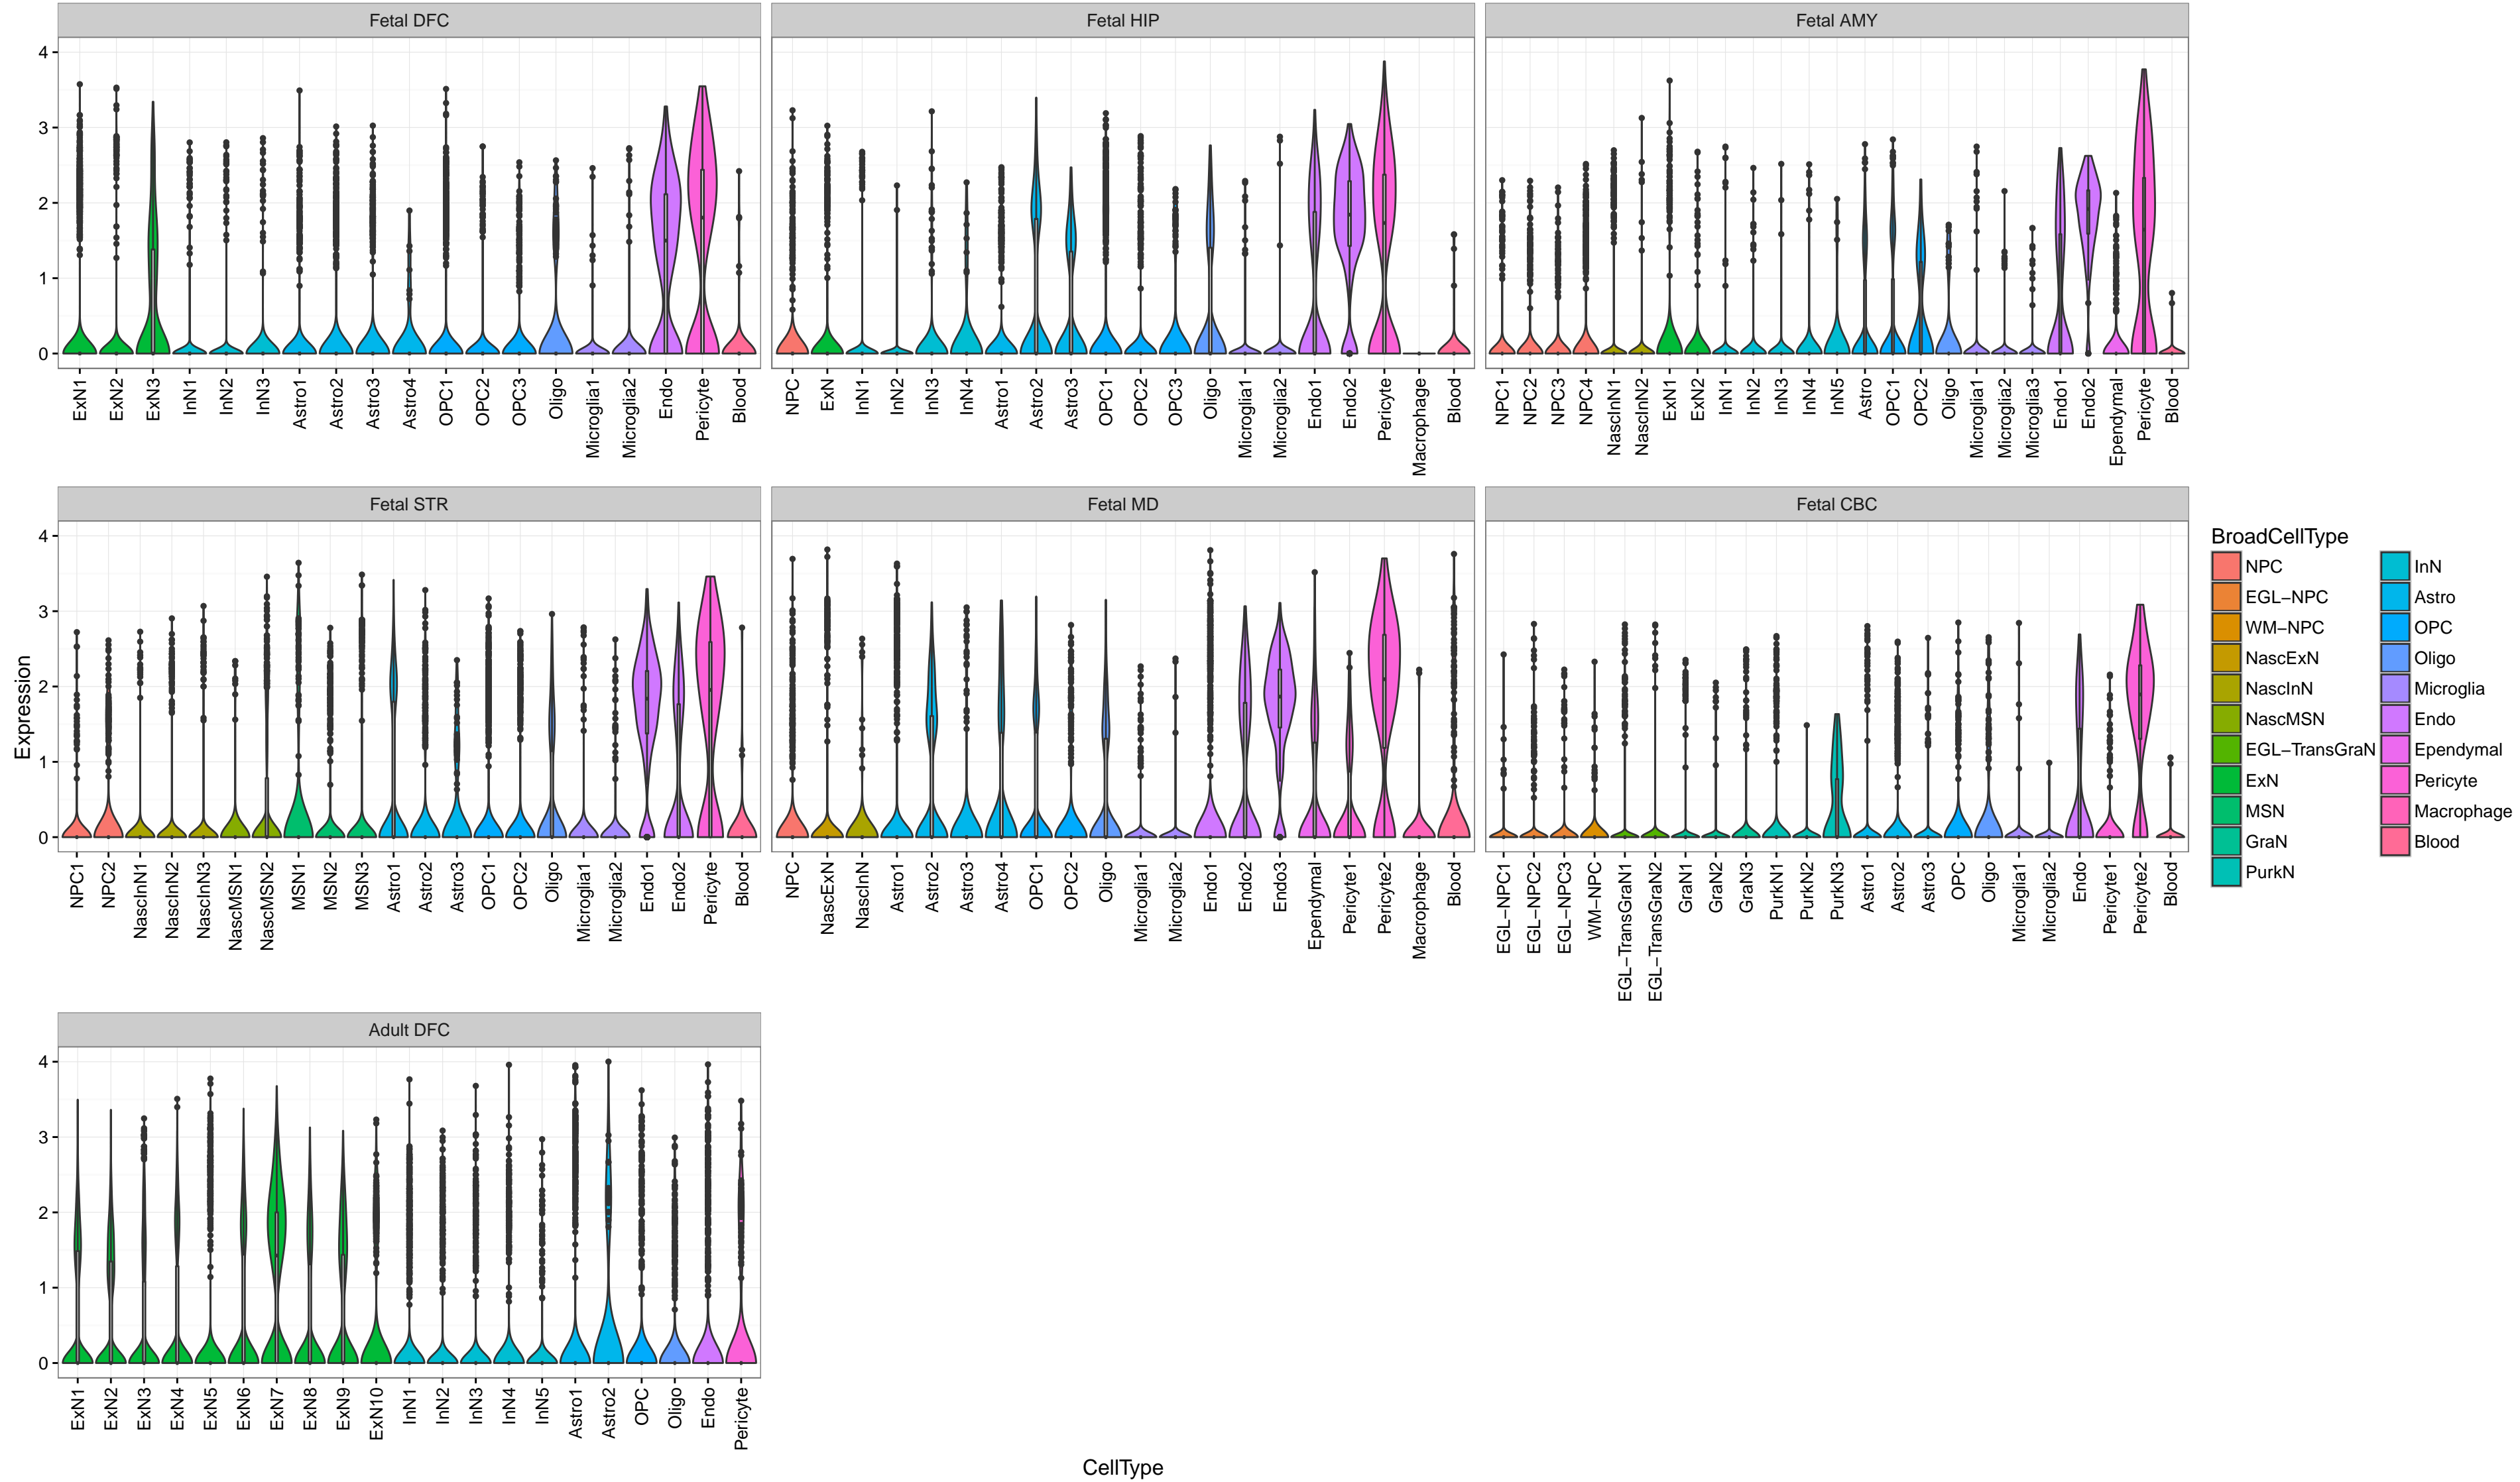 Fetal DFC Fetal HIP Fetal AMY
4
3
2
1
0
ExN1 ExN2 ExN3 InN1 InN2 InN3 Astro1 Astro2 Astro3 Astro4 OPC1 OPC2 OPC3 Oligo Microglia1 Microglia2 Endo Pericyte Blood
NPC ExN InN1 InN2 InN3 InN4 Astro1 Astro2 Astro3 OPC1 OPC2 OPC3 Oligo Microglia1 Microglia2 Endo1 Endo2 Pericyte Macrophage Blood
NPC1 NPC2 NPC3 NPC4 NascInN1 NascInN2 ExN1 ExN2 InN1 InN2 InN3 InN4 InN5 Astro OPC1 OPC2 Oligo Microglia1 Microglia2 Microglia3 Endo1 Endo2 Ependymal Pericyte Blood
Fetal STR Fetal MD Fetal CBC
Expression
4
3
2
1
0
NPC1 NPC2 NascInN1 NascInN2 NascInN3 NascMSN1 NascMSN2 MSN1 MSN2 MSN3 Astro1 Astro2 Astro3 OPC1 OPC2 Oligo Microglia1 Microglia2 Endo1 Endo2 Pericyte Blood
NPC NascExN NascInN Astro1 Astro2 Astro3 Astro4 OPC1 OPC2 Oligo Microglia1 Microglia2 Endo1 Endo2 Endo3 Ependymal Pericyte1 Pericyte2 Macrophage Blood
EGL−NPC1 EGL−NPC2 EGL−NPC3 WM−NPC EGL−TransGraN1 EGL−TransGraN2 GraN1 GraN2 GraN3 PurkN1 PurkN2 PurkN3 Astro1 Astro2 Astro3 OPC Oligo Microglia1 Microglia2 Endo Pericyte1 Pericyte2 Blood
BroadCellType
NPC InN
EGL−NPC Astro
WM−NPC OPC
NascExN Oligo
NascInN Microglia
NascMSN Endo
EGL−TransGraN Ependymal
ExN Pericyte
MSN Macrophage
GraN Blood
PurkN
Adult DFC
4
3
2
1
0
ExN1 ExN2 ExN3 ExN4 ExN5 ExN6 ExN7 ExN8 ExN9 ExN10 InN1 InN2 InN3 InN4 InN5 Astro1 Astro2 OPC Oligo Endo Pericyte
CellType